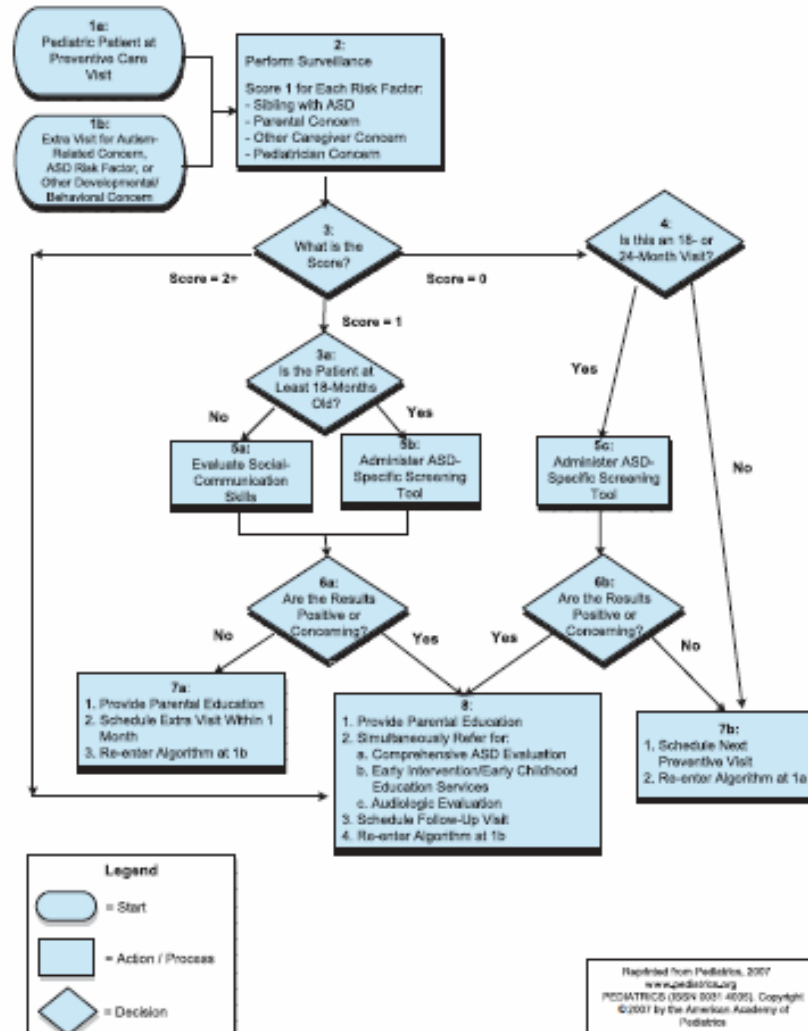 1a:
Pediatric Patient at
Preventive Care
Visit
1b:
Extra Visit for Autism-
Related Concern,
ASD Risk Factor, or
Other Developmental/
Behavioral Concern
2:
Perform Surveillance
Score 1 for Each Risk Factor:
- Sibling with ASD
- Parental Concern
- Other Caregiver Concern
- Pediatrician Concern
3:
What is the
Score?
4:
Is this an 18- or
24-Month Visit?
Score = 2+
Score = 0
Score = 1
3a:
Is the Patient at
Least 18-Months
Old?
Yes
No
Yes
No
5a:
Evaluate Social-
Communication
Skills
5b:
Administer ASD-
Specific Screening
Tool
5c:
Administer ASD-
Specific Screening
Tool
6a:
Are the Results
Positive or
Concerning?
6b:
Are the Results
Positive or
Concerning?
No
Yes
Yes
No
7a:
1. Provide Parental Education
2. Schedule Extra Visit Within 1
Month
3. Re-enter Algorithm at 1b
8:
1. Provide Parental Education
2. Simultaneously Refer for:
a. Comprehensive ASD Evaluation
b. Early Intervention/Early Childhood
Education Services
c. Audiologic Evaluation
3. Schedule Follow-Up Visit
4. Re-enter Algorithm at 1b
7b:
1. Schedule Next
Preventive Visit
2. Re-enter Algorithm at 1a
Legend
= Start
= Action / Process
= Decision
Reprinted from Pediatrics, 2007
www.pediatrics.org
PEDIATRICS (ISSN 0031 4005). Copyright
©2007 by the American Academy of
Pediatrics